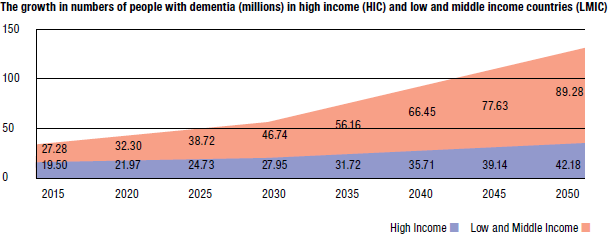 The growth in numbers of people with dementia (millions) in high income (HIC) and low and middle income countries (LMIC)
150
100
50
0
27.28 32.30 38.72 46.74 56.16 66.45 77.63 89.28
19.50 21.97 24.73 27.95 31.72 35.71 39.14 42.18
2015 2020 2025 2030 2035 2040 2045 2050
High Income Low and Middle Income